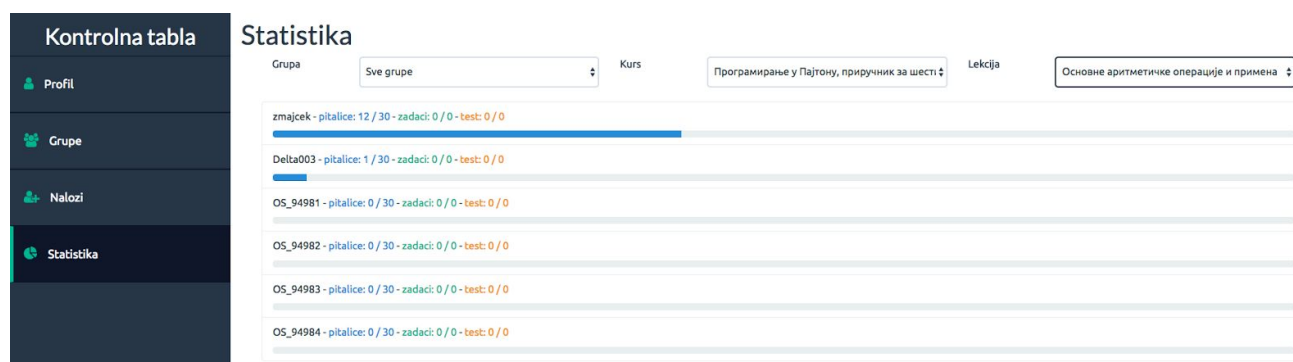 Kontrolna tabla
Profil
Grupe
Nalozi
Statistika
Statistika
Grupa
Sve grupe
Kurs
Програмирање у Пајтону, приручник за
Lekcija
Основне аритметичке операције и примена
zmajcek - pitalice: 12 / 30 - zadaci: 0 / 0 - test: 0 / 0
Delta003 - pitalice: 1 / 30 - zadaci: 0 / 0 - test: 0 / 0
OS_94981 - pitalice: 0 / 30 - zadaci: 0 / 0 - test: 0 / 0
OS_94982 - pitalice: 0 / 30 - zadaci: 0 / 0 - test: 0 / 0
OS_94983 - pitalice: 0 / 30 - zadaci: 0 / 0 - test: 0 / 0
OS_94984 - pitalice: 0 / 30 - zadaci: 0 / 0 - test: 0 / 0